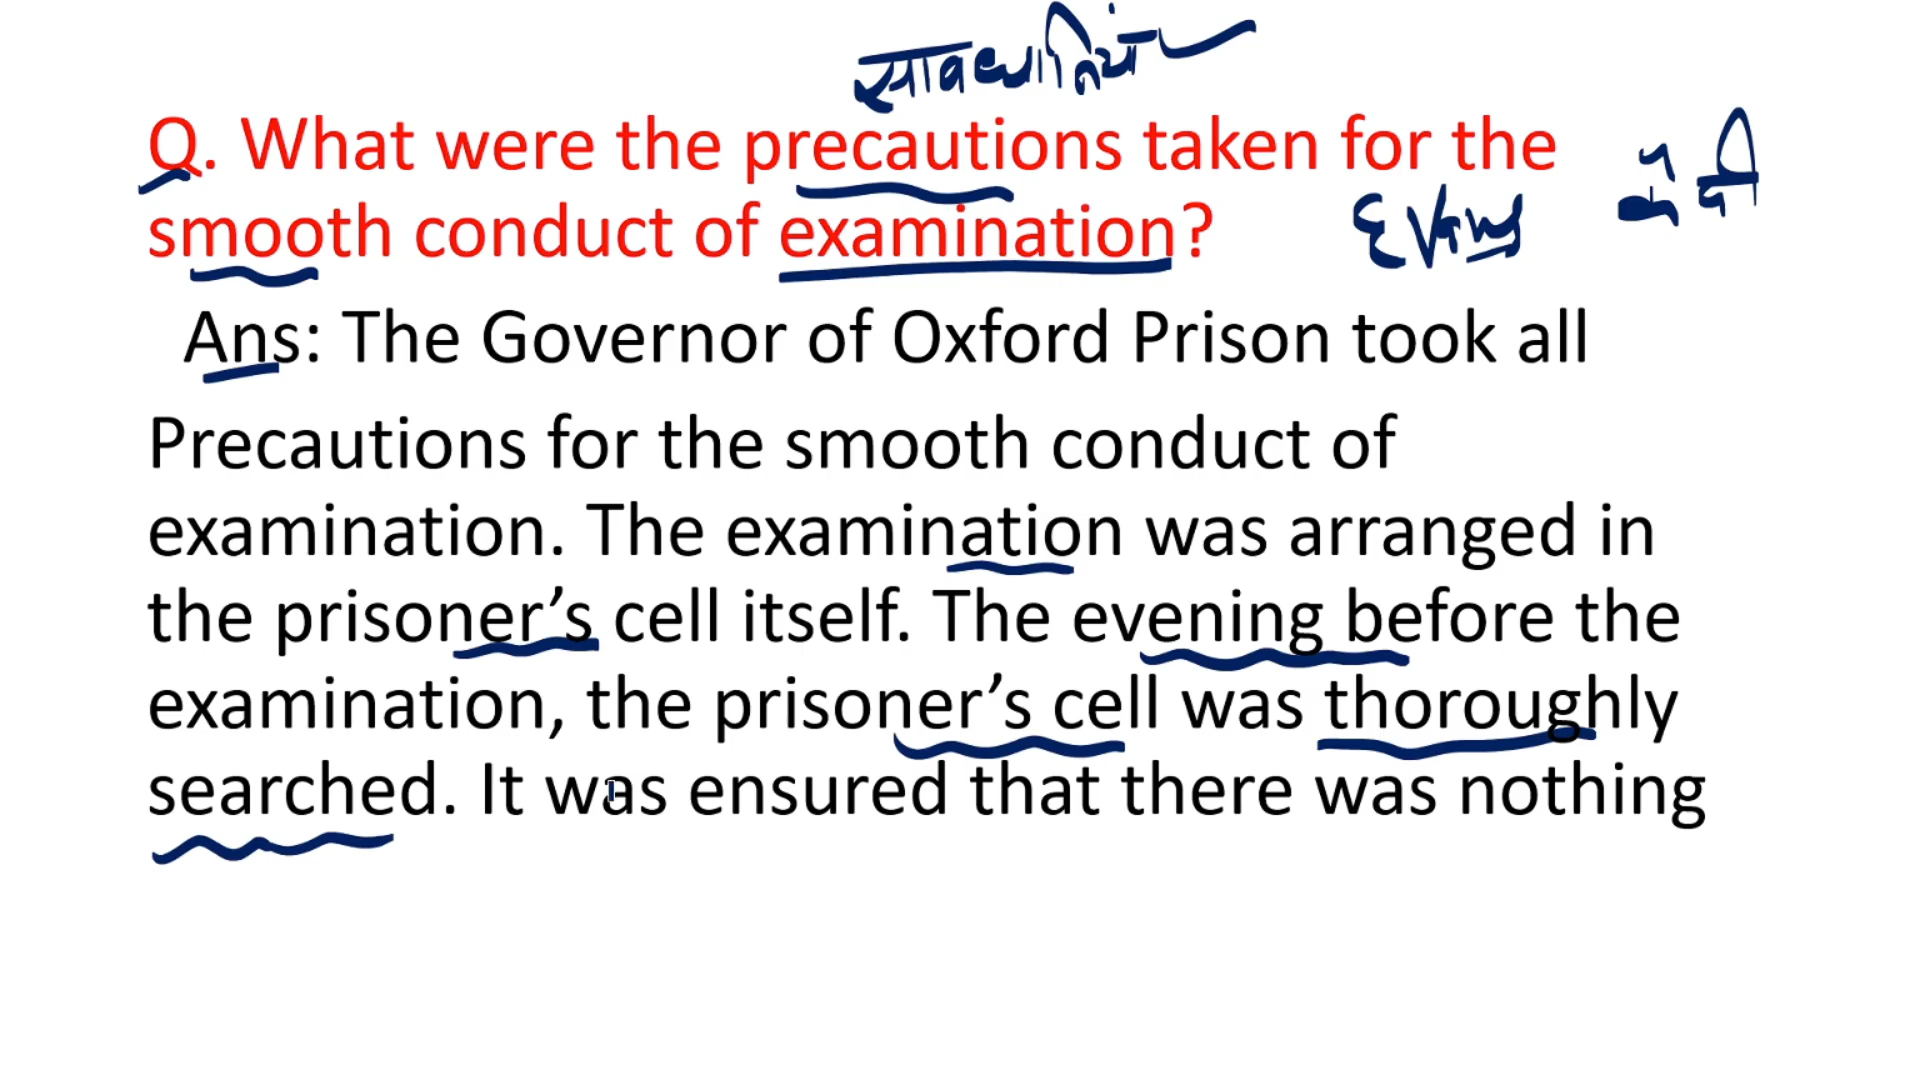 सावधानियां
Q. What were the precautions taken for the
smooth conduct of examination?
Evans
कैदी
Ans: The Governor of Oxford Prison took all
Precautions for the smooth conduct of
examination. The examination was arranged in
the prisoner’s cell itself. The evening before the
examination, the prisoner’s cell was thoroughly
searched. It was ensured that there was nothing